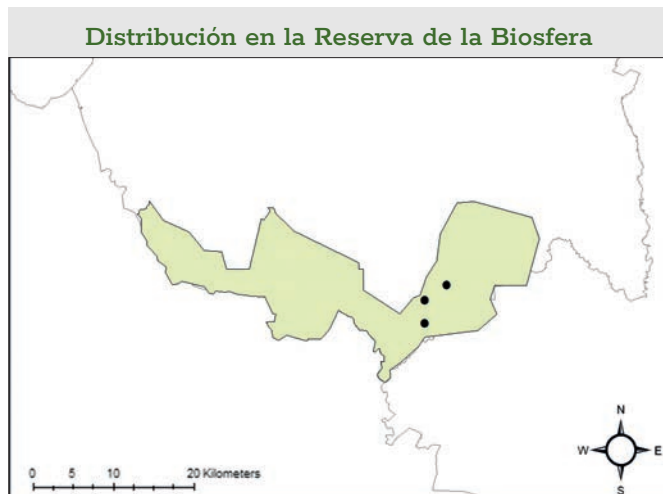 Distribución en la Reserva de la Biosfera
N
W E
S
0 5 10 20 Kilometers